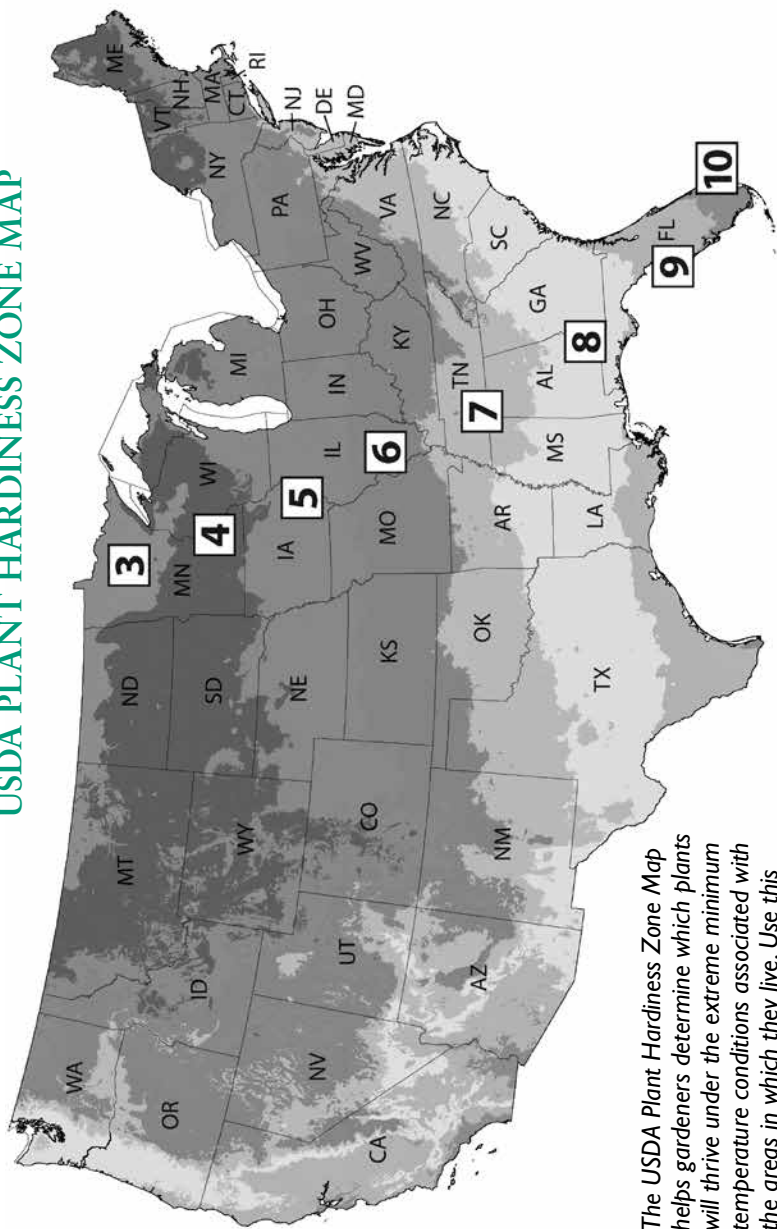 USDA PLANT HARDINESS ZONE MAP
WA
OR
CA
NV
ID
MT
WY
UT
AZ
CO
NM
ND
SD
NE
KS
OK
TX
MN
IA
MO
AR
LA
WI
IL
MI
IN
OH
KY
TN
MS
AL
GA
FL
SC
NC
VA
WV
PA
NY
VT
NH
ME
MA
CT
RI
NJ
DE
MD
3
4
5
6
7
8
9
10
The USDA Plant Hardiness Zone Map
helps gardeners determine which plants
will thrive under the extreme minimum
temperature conditions associated with
the areas in which they live. Use this